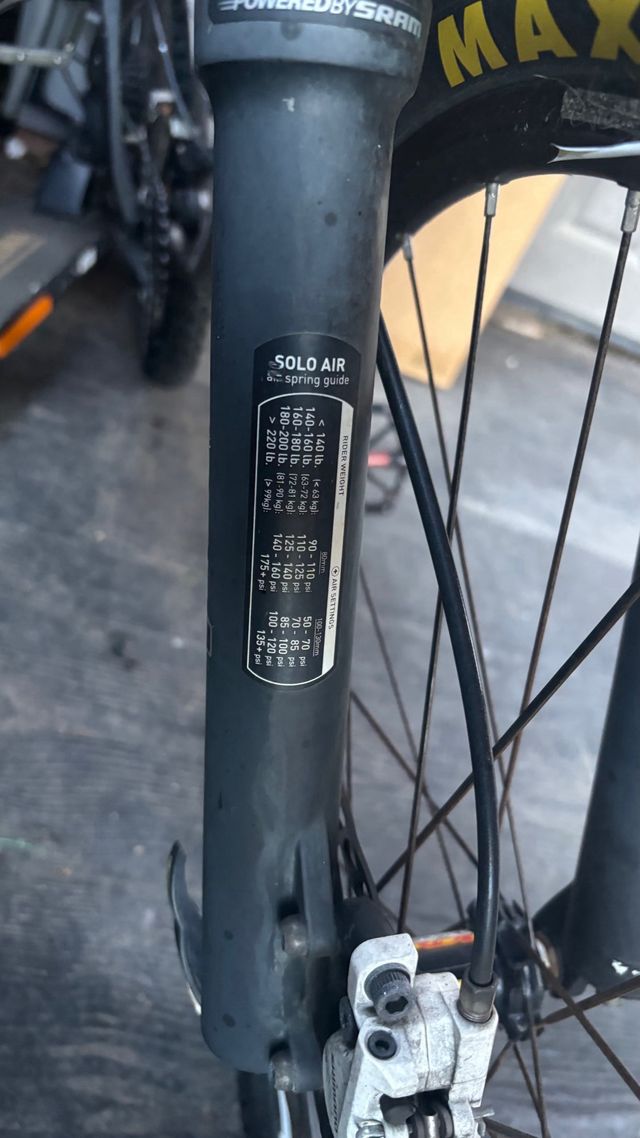 POWERED BY SRAM
MAX
SOLO AIR
air spring guide
RIDER WEIGHT + AIR SETTINGS
80mm 100-130mm
< 140 lb. (< 63 kg): 90 - 110 psi 50 - 70 psi
140-160 lb. (63-72 kg): 110 - 125 psi 70 - 85 psi
160-180 lb. (72-81 kg): 125 - 140 psi 85 - 100 psi
180-200 lb. (81-90 kg): 140 - 160 psi 100 - 120 psi
> 220 lb. (> 99kg): 175+ psi 135+ psi